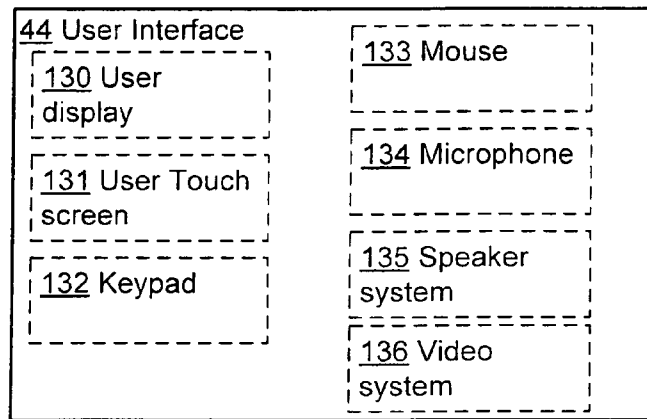 44 User Interface
130 User
display
131 User Touch
screen
132 Keypad
133 Mouse
134 Microphone
135 Speaker
system
136 Video
system